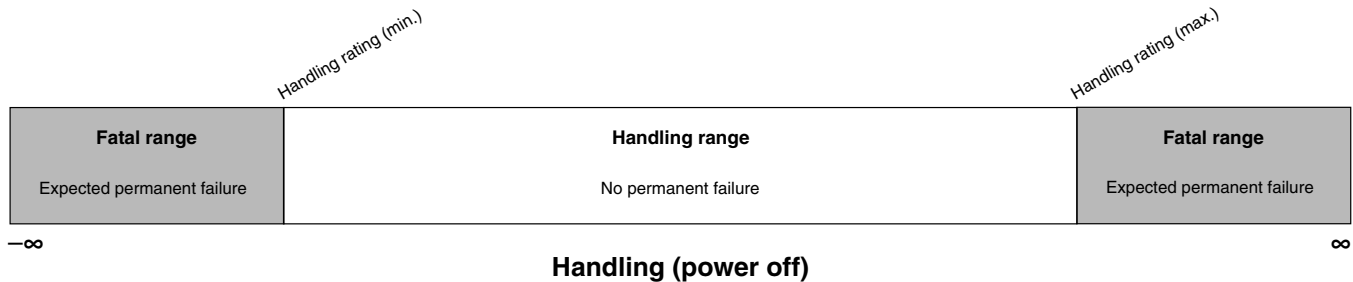 Handling rating (min.)
Handling rating (max.)
Fatal range
Handling range
Fatal range
Expected permanent failure
No permanent failure
Expected permanent failure
–∞
∞
Handling (power off)